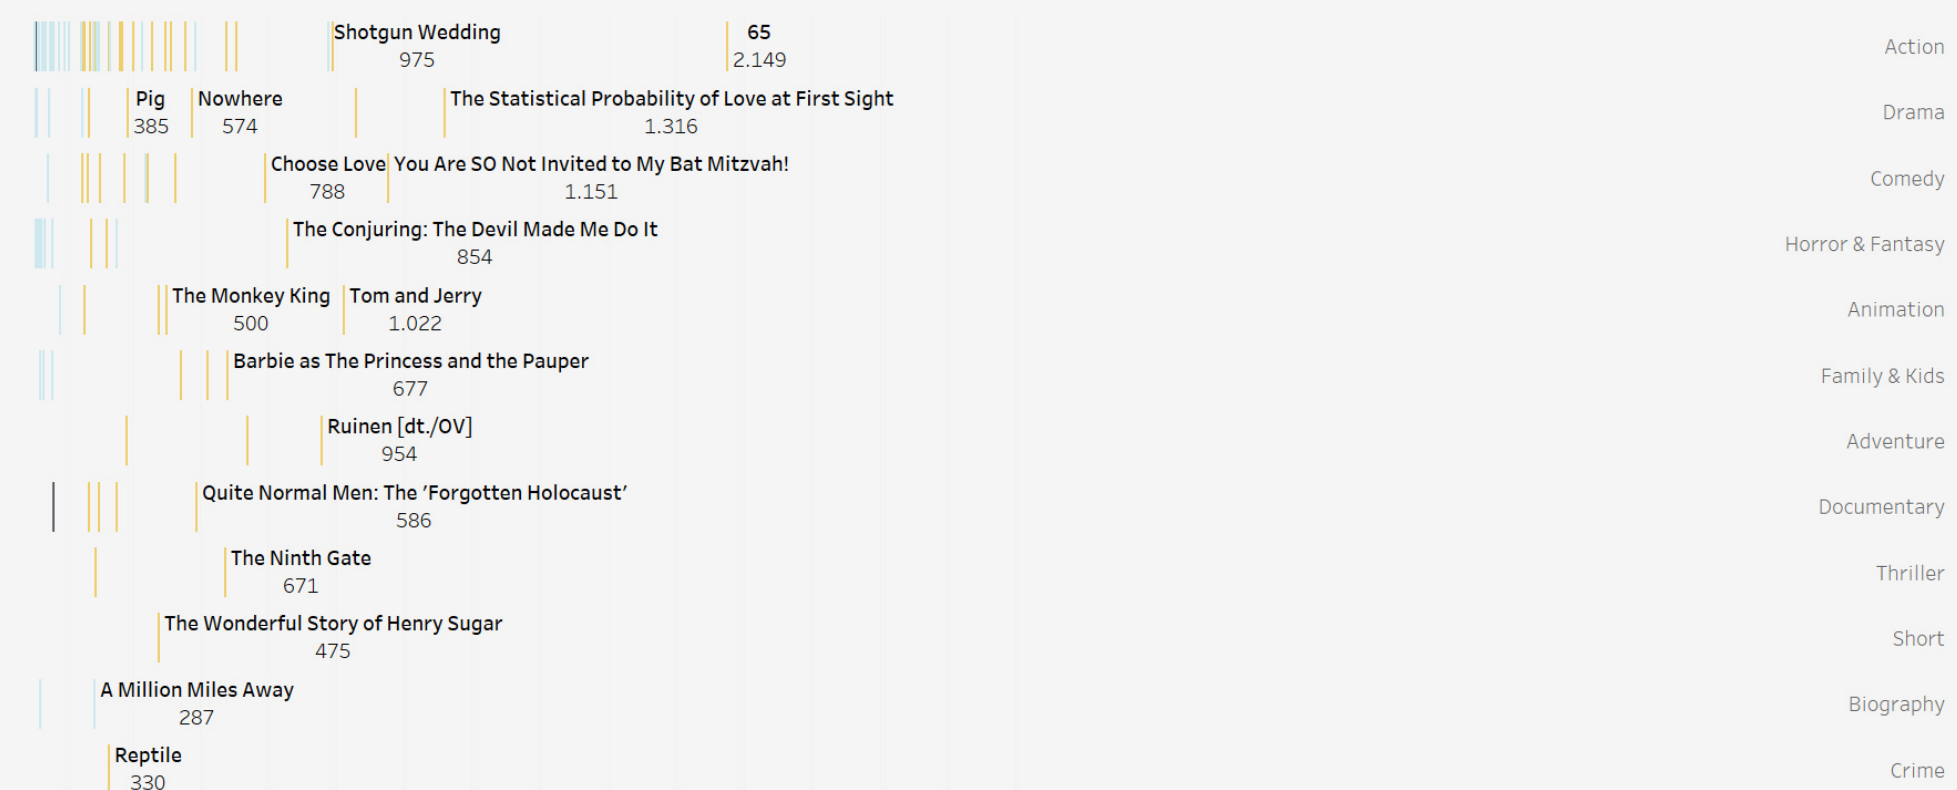 Shotgun Wedding 65
975 2.149 Action
Pig Nowhere The Statistical Probability of Love at First Sight
385 574 1.316 Drama
Choose Love You Are SO Not Invited to My Bat Mitzvah!
788 1.151 Comedy
The Conjuring: The Devil Made Me Do It
854 Horror & Fantasy
The Monkey King Tom and Jerry
500 1.022 Animation
Barbie as The Princess and the Pauper
677 Family & Kids
Ruinen [dt./OV]
954 Adventure
Quite Normal Men: The ’Forgotten Holocaust’
586 Documentary
The Ninth Gate
671 Thriller
The Wonderful Story of Henry Sugar
475 Short
A Million Miles Away
287 Biography
Reptile
330 Crime